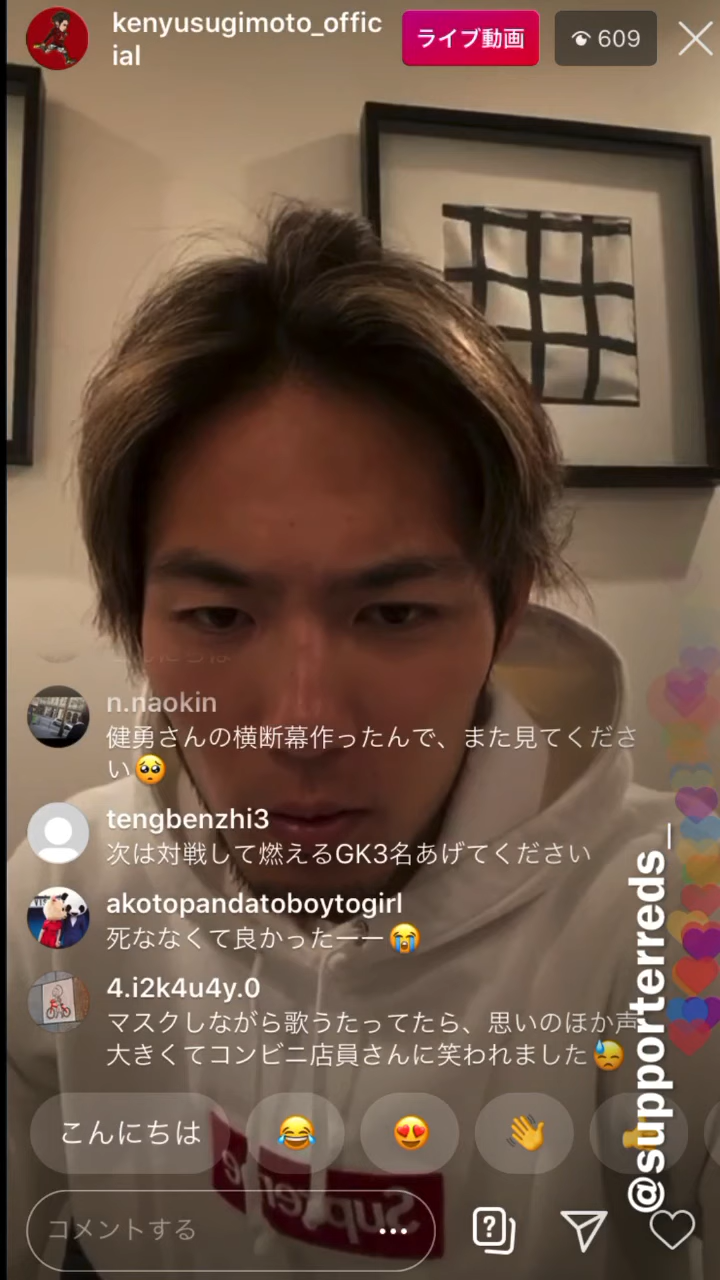 kenyusugimoto_offic
ial
ライブ動画
609
n.naokin
健勇さんの横断幕作ったんで、また見てくださ
い🥺
tengbenzhi3
次は対戦して燃えるGK3名あげてください
akotopandatoboytogirl
死ななくて良かったーー😭
4.i2k4u4y.0
マスクしながら歌うたってたら、思いのほか声
大きくてコンビニ店員さんに笑われました😓
こんにちは
😂 😍 👋
Supreme
コメントする
@supporterreds_